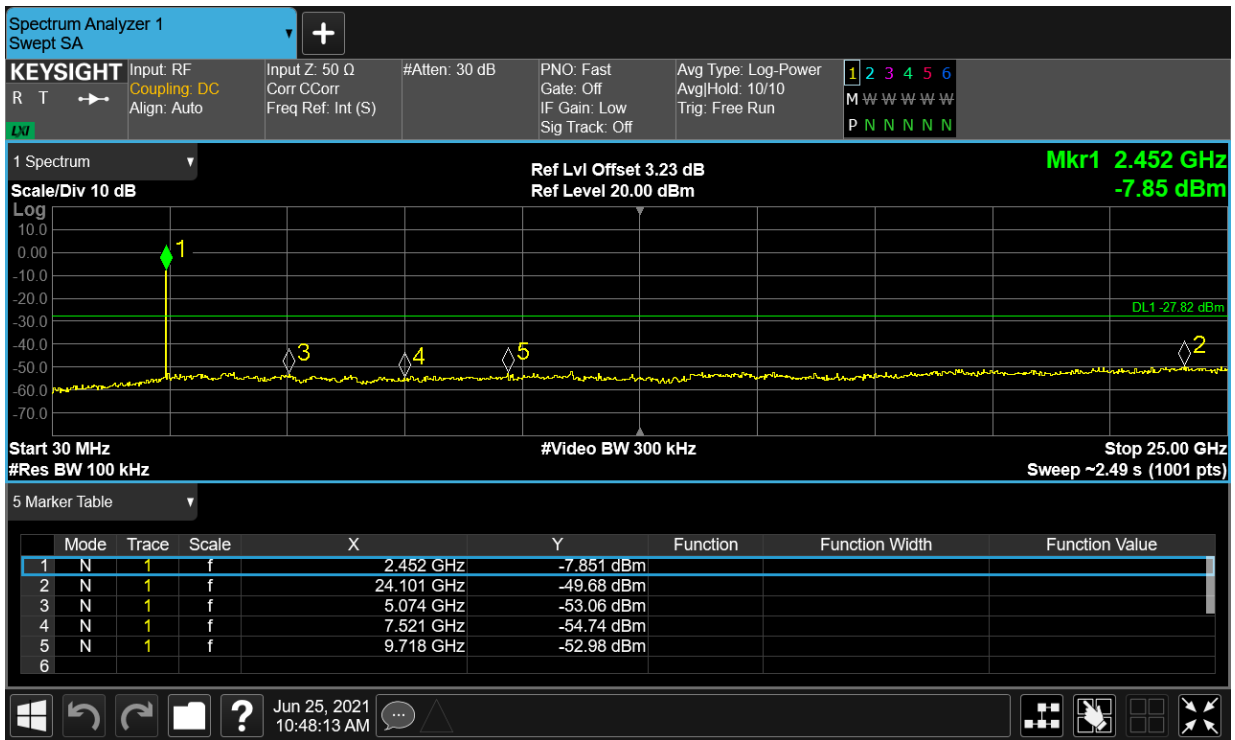 Spectrum Analyzer 1
Swept SA
KEYSIGHT
R T
LXI
Input: RF
Coupling: DC
Align: Auto
Input Z: 50 Ω
Corr CCorr
Freq Ref: Int (S)
#Atten: 30 dB
PNO: Fast
Gate: Off
IF Gain: Low
Sig Track: Off
Avg Type: Log-Power
Avg|Hold: 10/10
Trig: Free Run
1 2 3 4 5 6
M W W W W W
P N N N N N
1 Spectrum
Scale/Div 10 dB
Ref Lvl Offset 3.23 dB
Ref Level 20.00 dBm
Mkr1 2.452 GHz
-7.85 dBm
Log
10.0
0.00
-10.0
-20.0
-30.0
-40.0
-50.0
-60.0
-70.0
1
DL1 -27.82 dBm
3
4
5
2
Start 30 MHz
#Res BW 100 kHz
#Video BW 300 kHz
Stop 25.00 GHz
Sweep ~2.49 s (1001 pts)
5 Marker Table
Mode Trace Scale X Y Function Function Width Function Value
1 N 1 f 2.452 GHz -7.851 dBm
2 N 1 f 24.101 GHz -49.68 dBm
3 N 1 f 5.074 GHz -53.06 dBm
4 N 1 f 7.521 GHz -54.74 dBm
5 N 1 f 9.718 GHz -52.98 dBm
6
?
Jun 25, 2021
10:48:13 AM